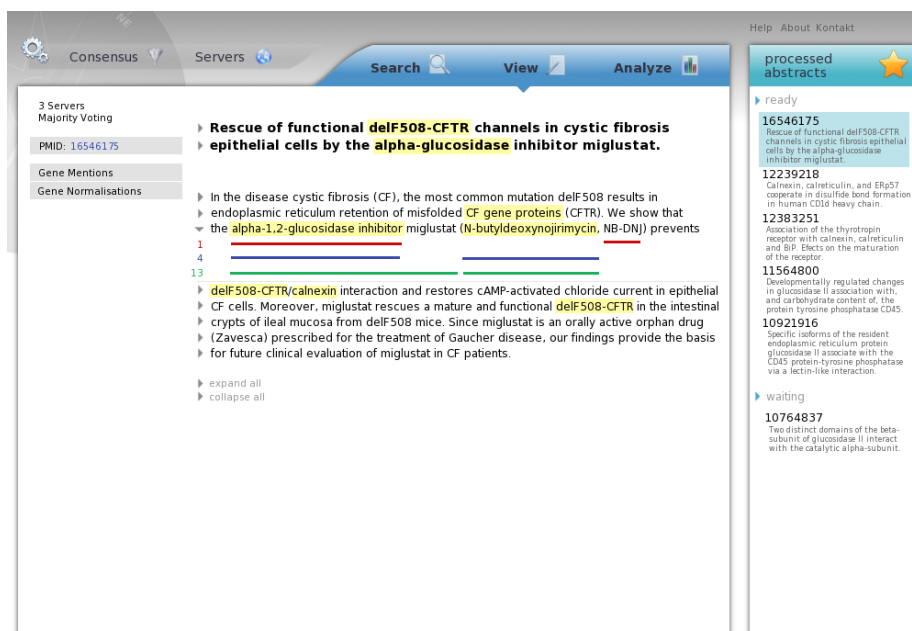 NE
Help About Kontakt
Consensus
Servers
Search
View
Analyze
processed
abstracts
3 Servers
Majority Voting
PMID: 16546175
Gene Mentions
Gene Normalisations
Rescue of functional delF508-CFTR channels in cystic fibrosis
epithelial cells by the alpha-glucosidase inhibitor miglustat.
In the disease cystic fibrosis (CF), the most common mutation delF508 results in
endoplasmic reticulum retention of misfolded CF gene proteins (CFTR). We show that
the alpha-1,2-glucosidase inhibitor miglustat (N-butyldeoxynojirimycin, NB-DNJ) prevents
1
4
13
delF508-CFTR/calnexin interaction and restores cAMP-activated chloride current in epithelial
CF cells. Moreover, miglustat rescues a mature and functional delF508-CFTR in the intestinal
crypts of ileal mucosa from delF508 mice. Since miglustat is an orally active orphan drug
(Zavesca) prescribed for the treatment of Gaucher disease, our findings provide the basis
for future clinical evaluation of miglustat in CF patients.
expand all
collapse all
ready
16546175
Rescue of functional delF508-CFTR
channels in cystic fibrosis epithelial
cells by the alpha-glucosidase
inhibitor miglustat.
12239218
Calnexin, calreticulin, and ERp57
cooperate in disulfide bond formation
in human CD1d heavy chain.
12383251
Association of the thyrotropin
receptor with calnexin, calreticulin
and BiP. Efects on the maturation
of the receptor.
11564800
Developmentally regulated changes
in glucosidase II association with,
and carbohydrate content of, the
protein tyrosine phosphatase CD45.
10921916
Specific isoforms of the resident
endoplasmic reticulum protein
glucosidase II associate with the
CD45 protein-tyrosine phosphatase
via a lectin-like interaction.
waiting
10764837
Two distinct domains of the beta-
subunit of glucosidase II interact
with the catalytic alpha-subunit.